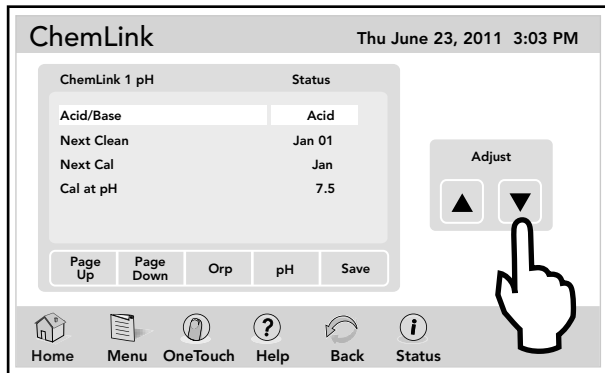 ChemLink Thu June 23, 2011 3:03 PM
ChemLink 1 pH Status
Acid/Base Acid
Next Clean Jan 01
Next Cal Jan
Cal at pH 7.5
Adjust
Page Up Page Down Orp pH Save
Home Menu OneTouch Help Back Status